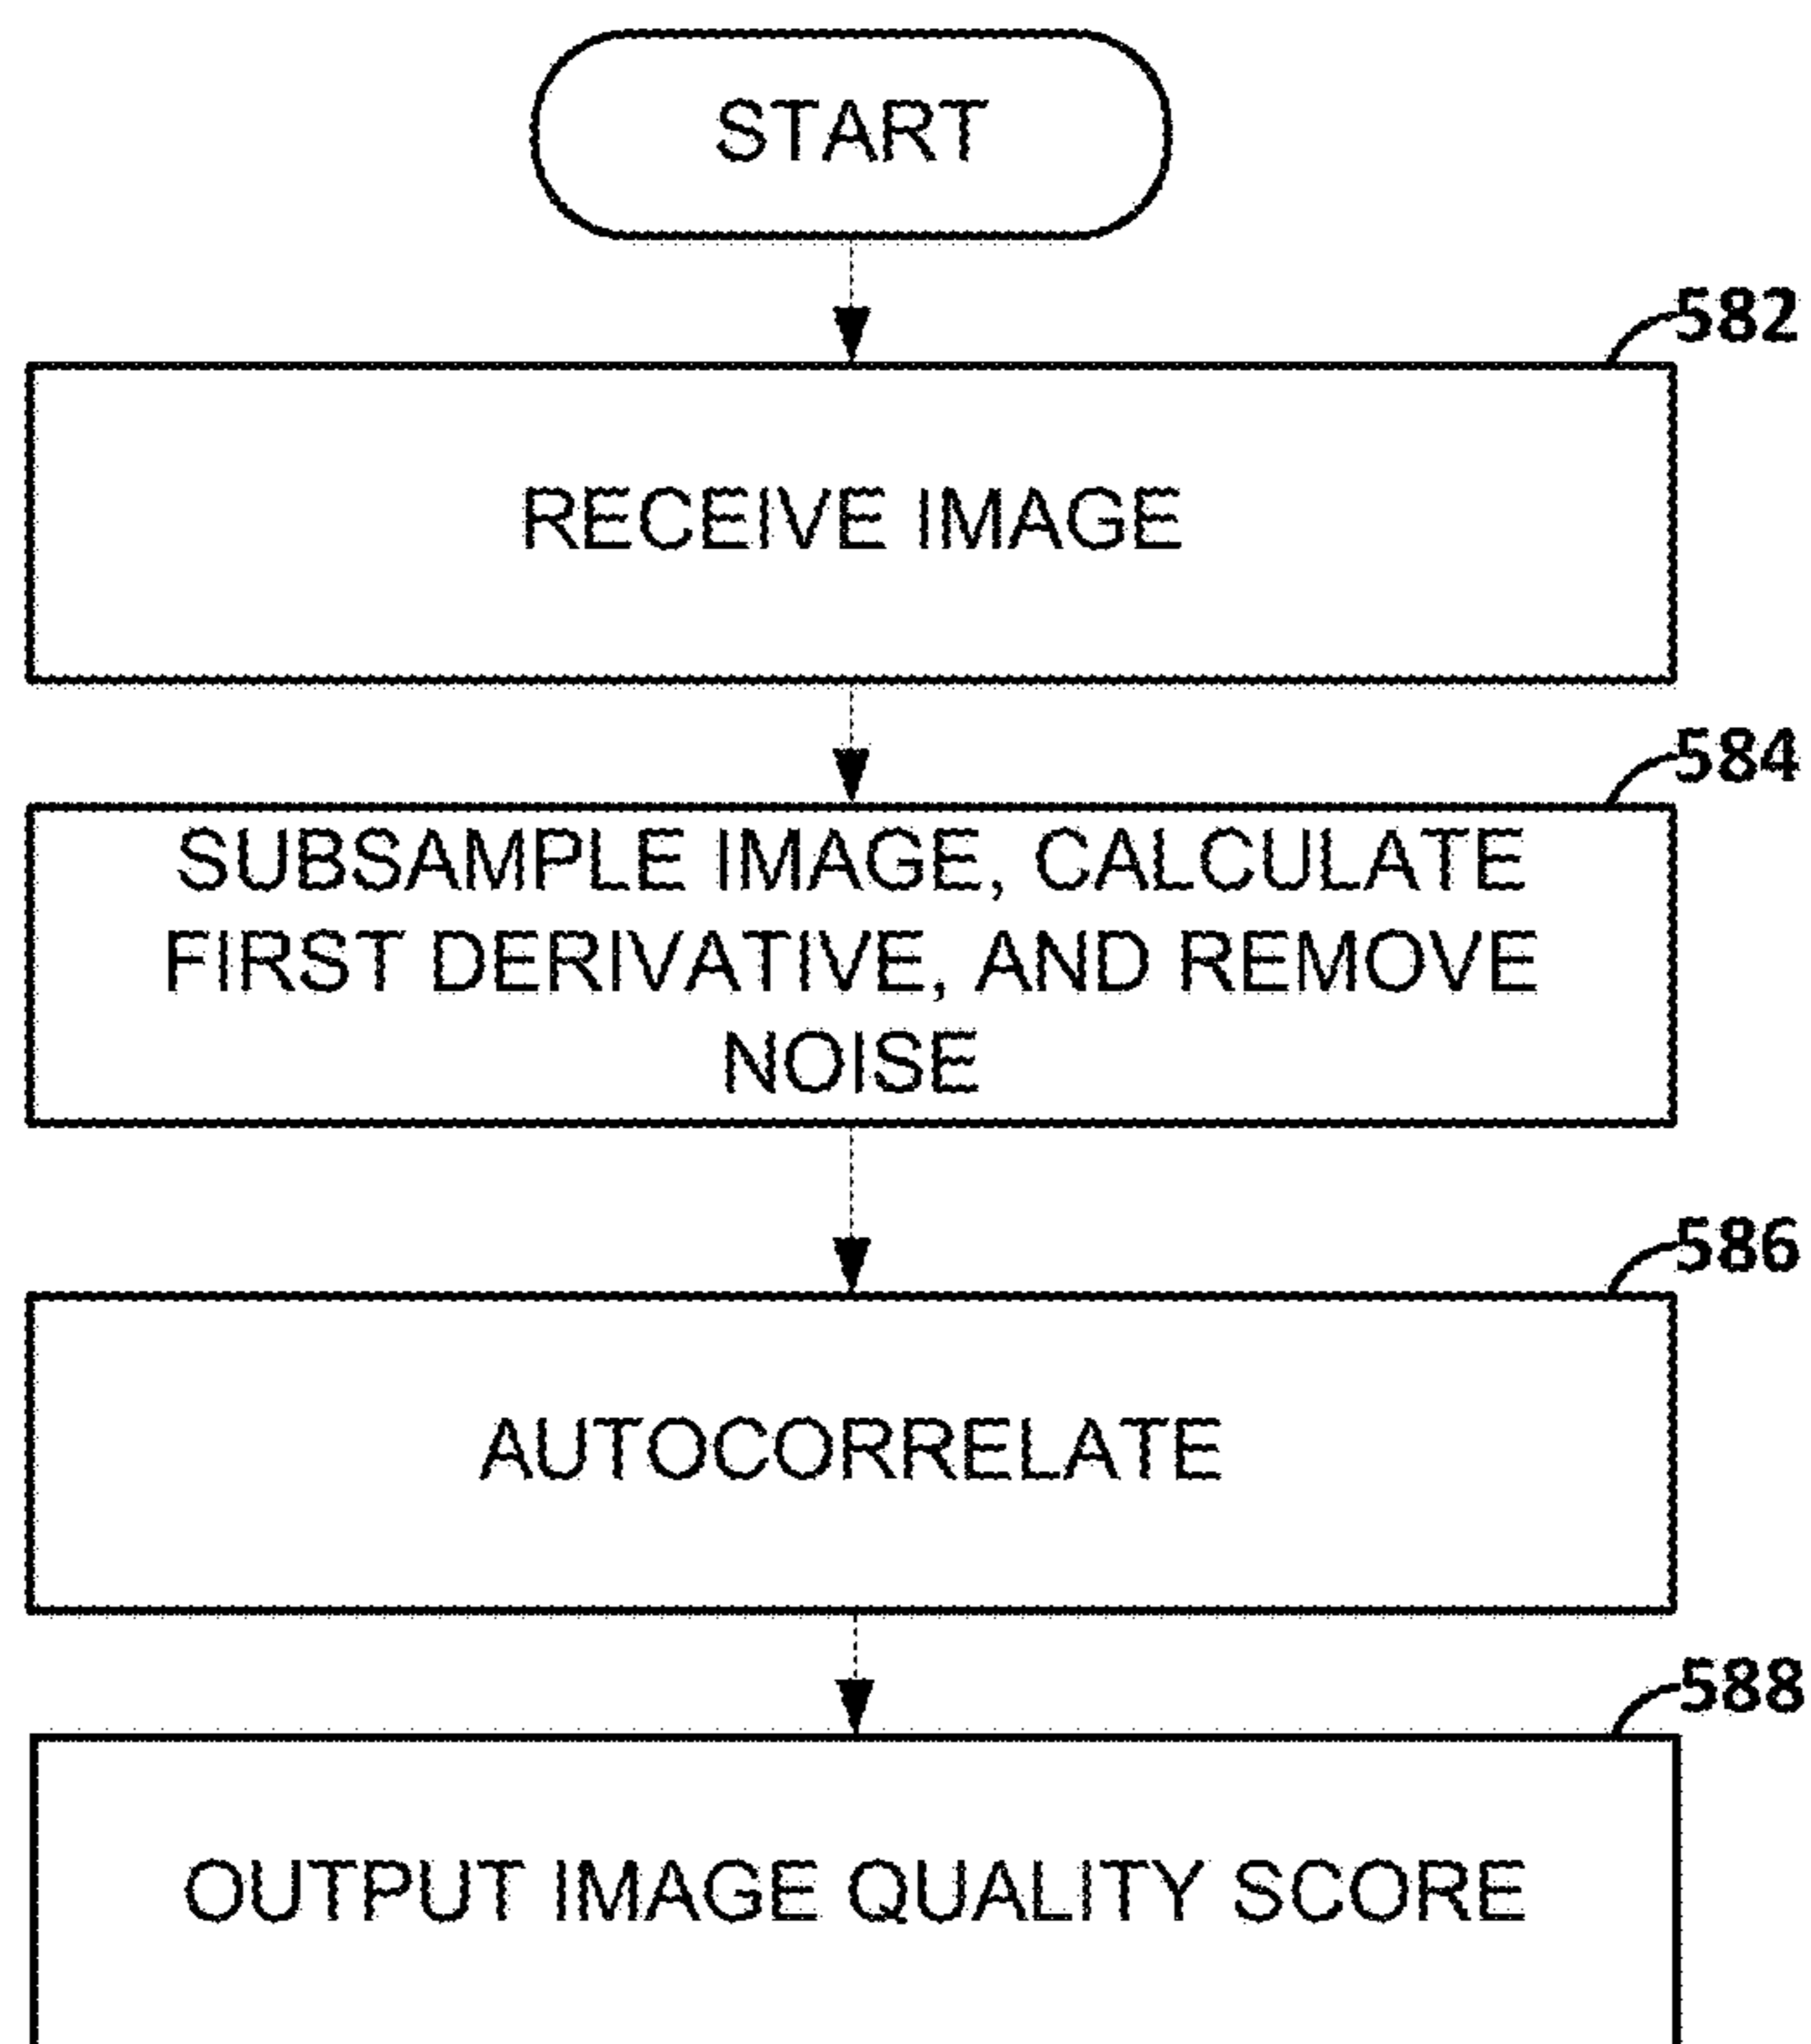 START
582
RECEIVE IMAGE
584
SUBSAMPLE IMAGE, CALCULATE
FIRST DERIVATIVE, AND REMOVE
NOISE
586
AUTOCORRELATE
588
OUTPUT IMAGE QUALITY SCORE